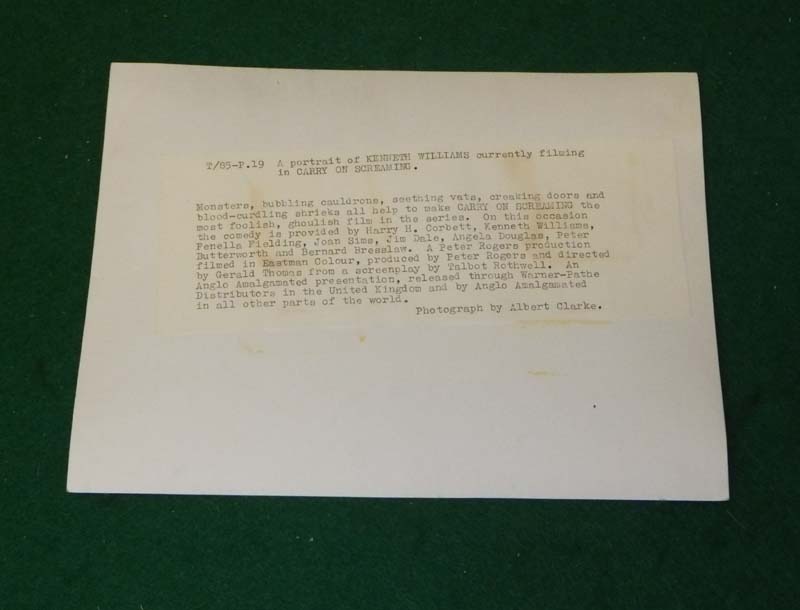 T/85-P.19 A portrait of KENNETH WILLIAMS currently filming
in CARRY ON SCREAMING.
Monsters, bubbling cauldrons, seething vats, creaking doors and
blood-curdling shrieks all help to make CARRY ON SCREAMING the
most foolish, ghoulish film in the series. On this occasion
the comedy is provided by Harry H. Corbett, Kenneth Williams,
Fenella Fielding, Joan Sims, Jim Dale, Angela Douglas, Peter
Butterworth and Bernard Bresslaw. A Peter Rogers production
filmed in Eastman Colour, produced by Peter Rogers and directed
by Gerald Thomas from a screenplay by Talbot Rothwell. An
Anglo Amalgamated presentation, released through Warner-Pathe
Distributors in the United Kingdom and by Anglo Amalgamated
in all other parts of the world.
Photograph by Albert Clarke.